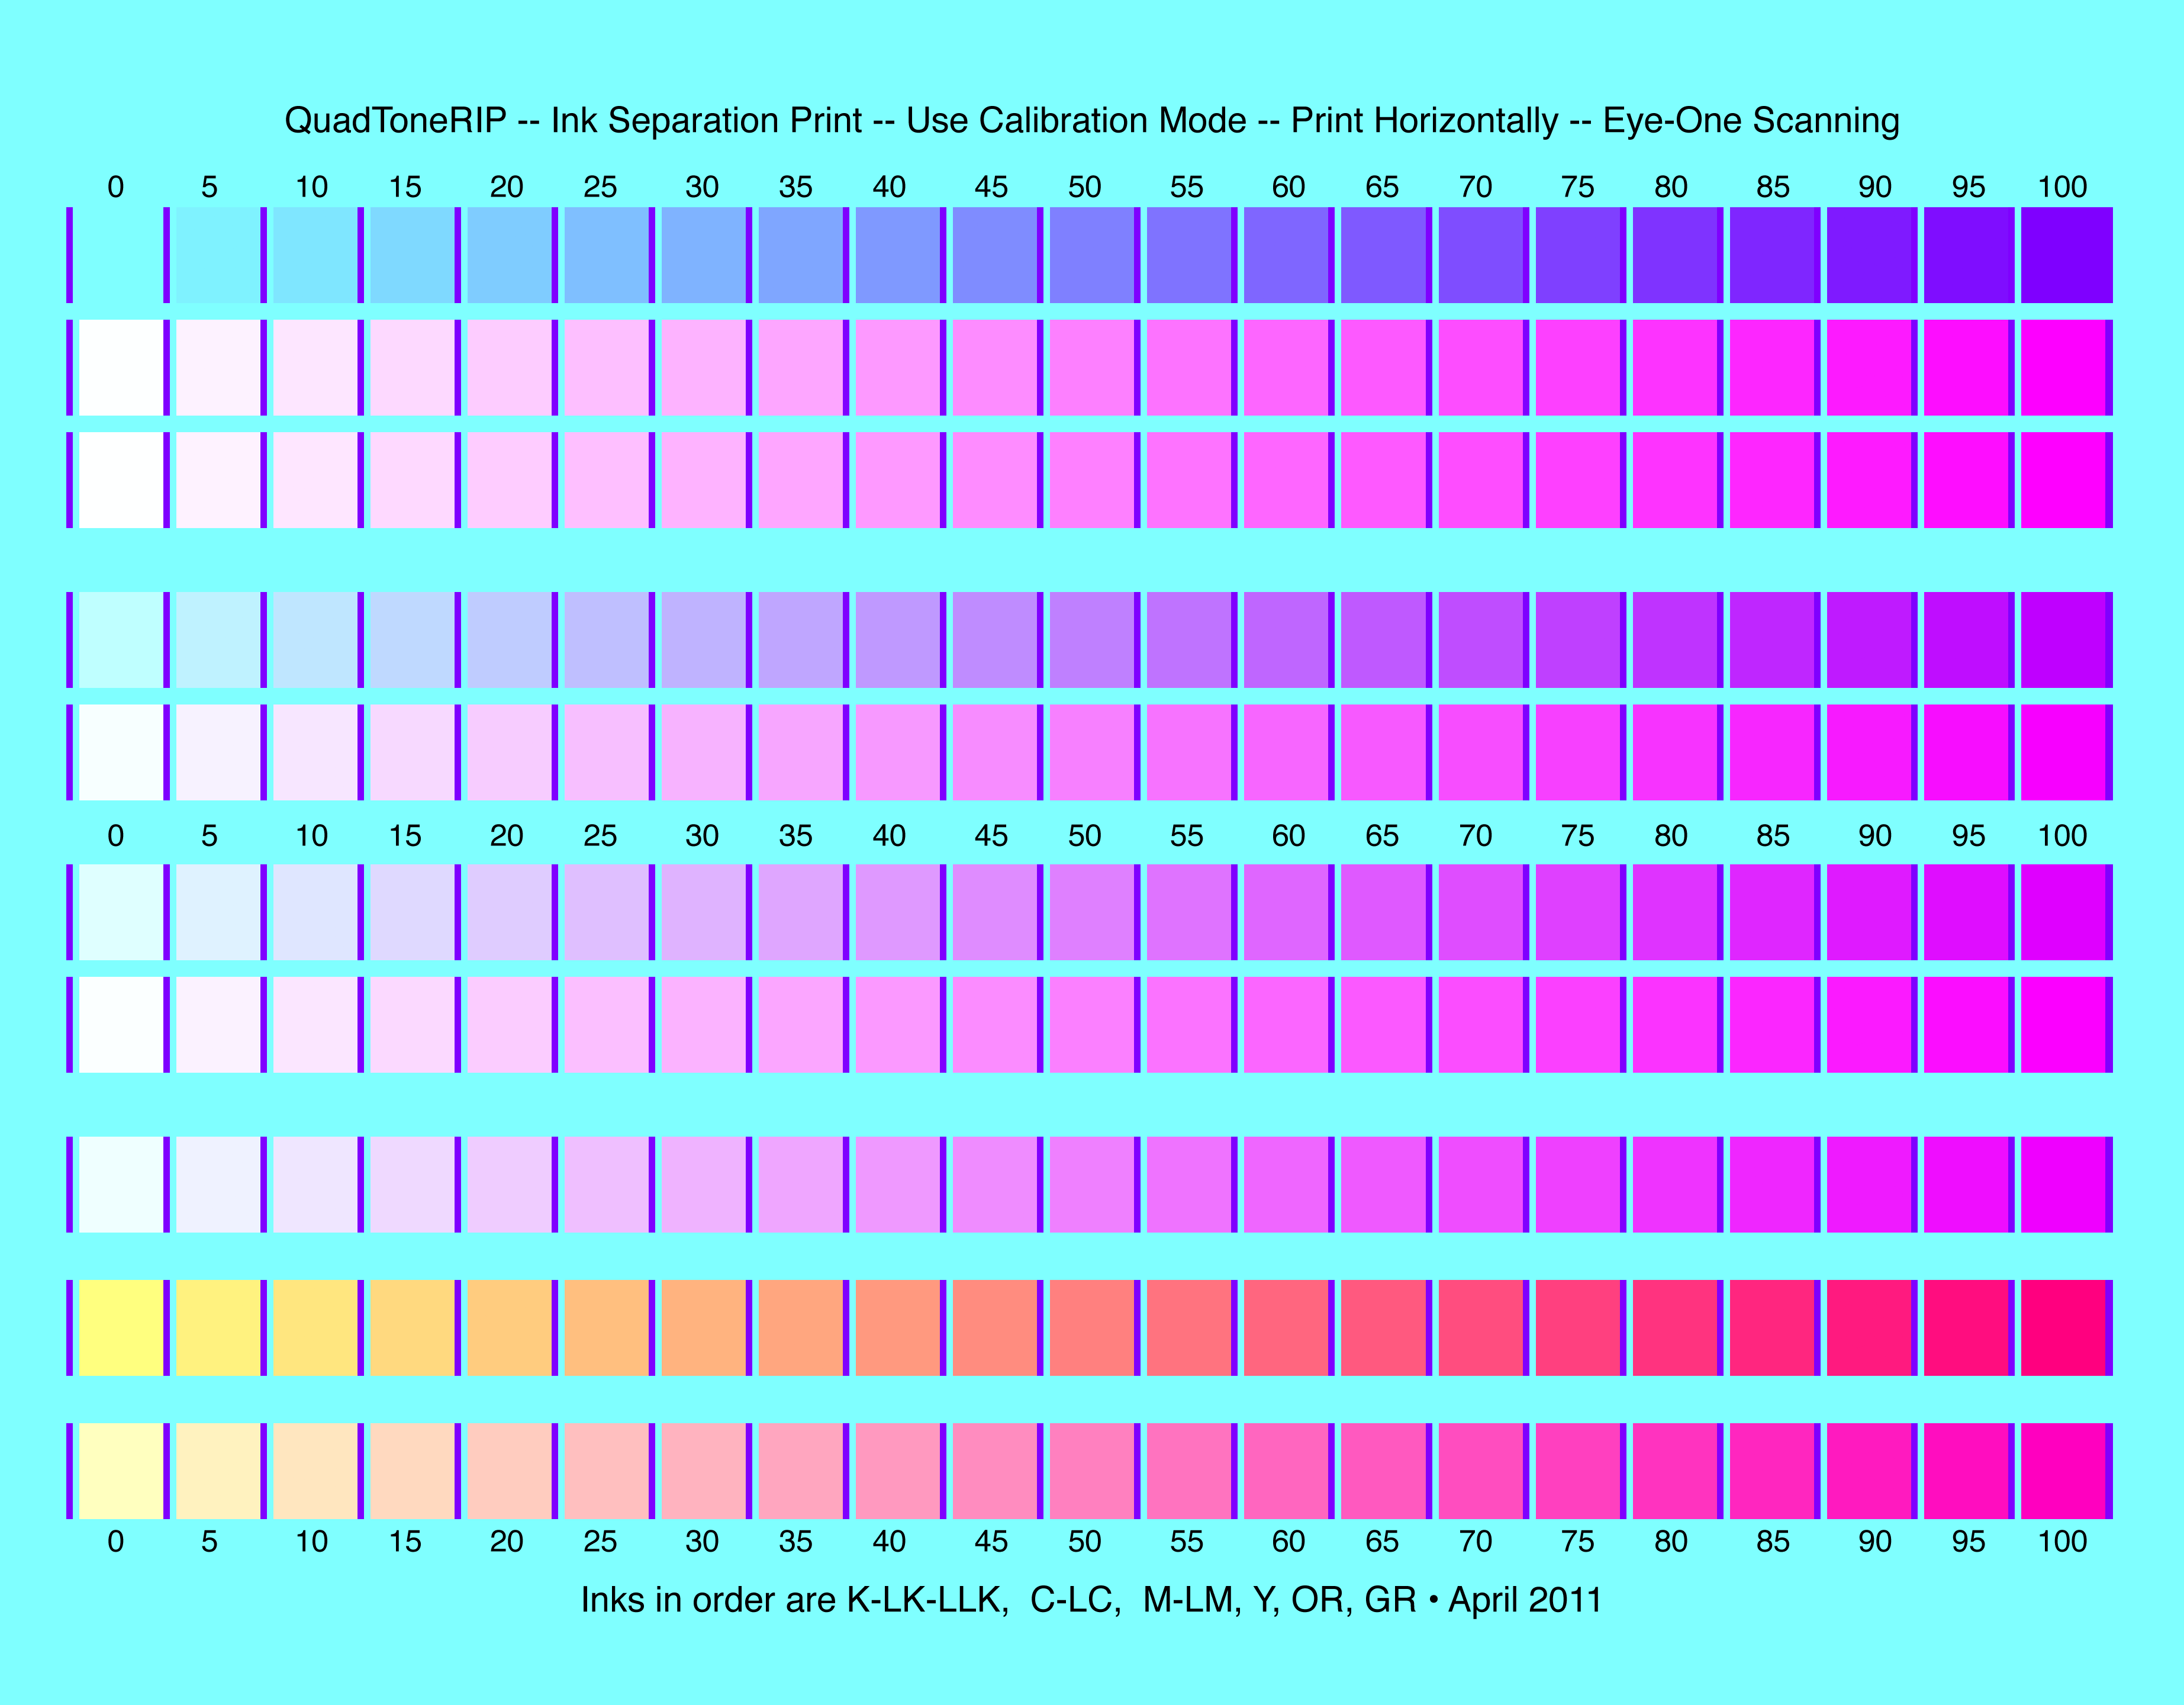 QuadToneRIP -- Ink Separation Print -- Use Calibration Mode -- Print Horizontally -- Eye-One Scanning
0 5 10 15 20 25 30 35 40 45 50 55 60 65 70 75 80 85 90 95 100
0 5 10 15 20 25 30 35 40 45 50 55 60 65 70 75 80 85 90 95 100
0 5 10 15 20 25 30 35 40 45 50 55 60 65 70 75 80 85 90 95 100
Inks in order are K-LK-LLK,  C-LC,  M-LM, Y, OR, GR • April 2011